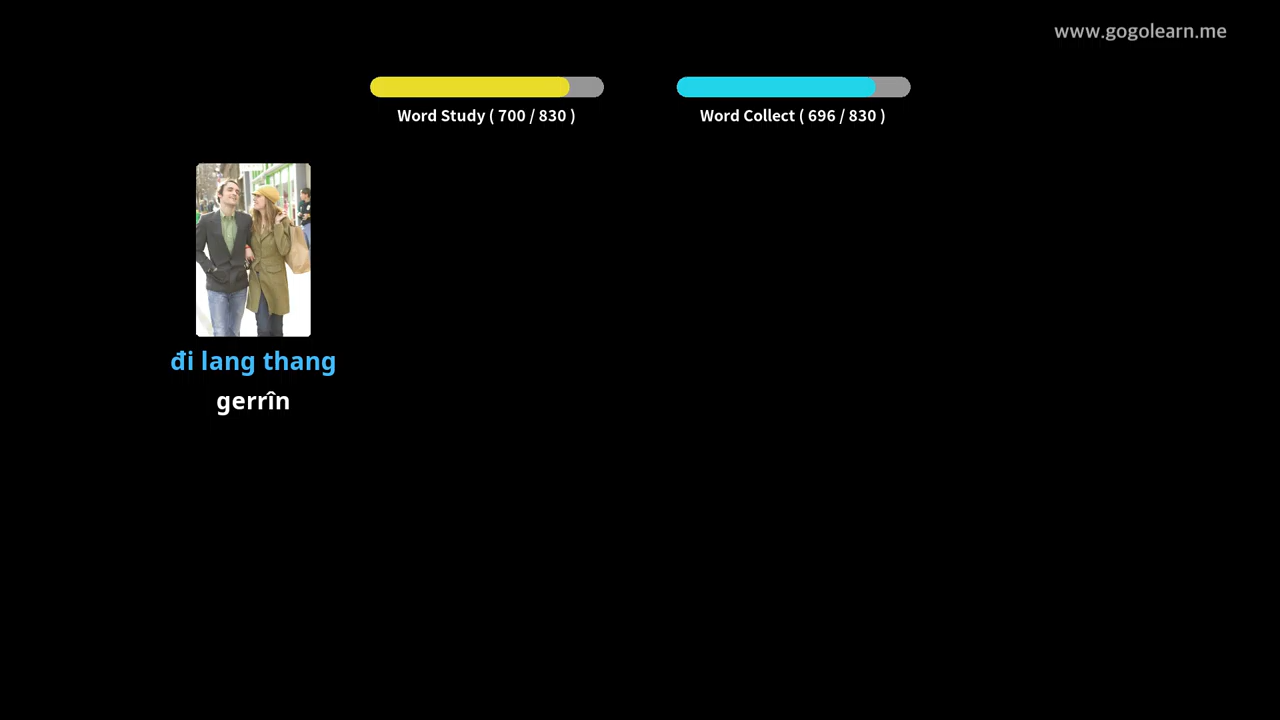 www.gogolearn.me
Word Study ( 700 / 830 )
Word Collect ( 696 / 830 )
đi lang thang
gerrîn